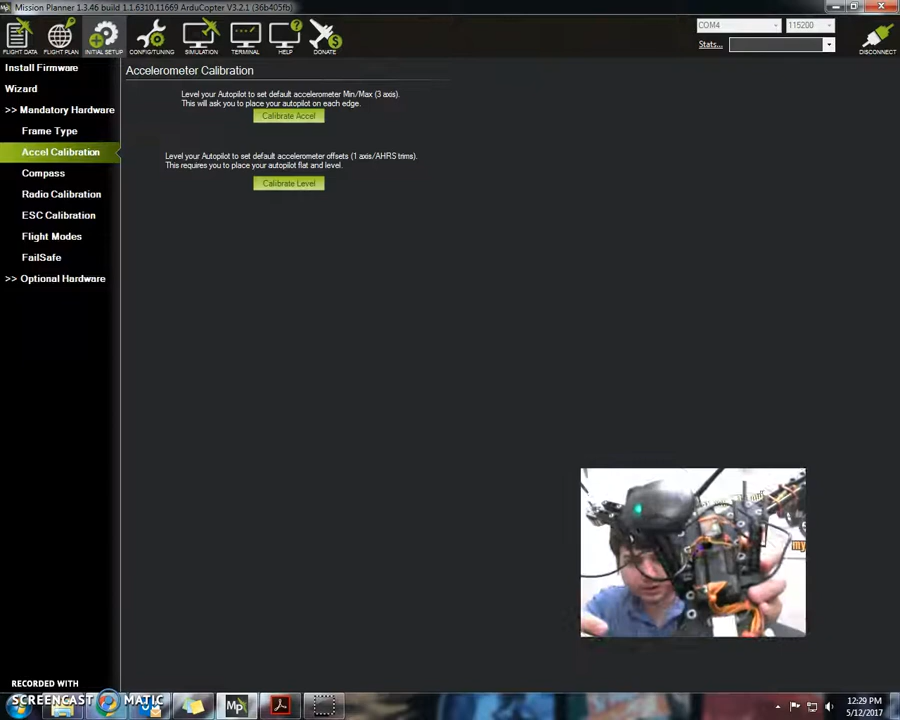 Mission Planner 1.3.46 build 1.1.6310.11669 ArduCopter V3.2.1 (36b405fb)
FLIGHT DATA
FLIGHT PLAN
INITIAL SETUP
CONFIG/TUNING
SIMULATION
TERMINAL
HELP
DONATE
COM4
115200
Stats...
DISCONNECT
Install Firmware
Wizard
>> Mandatory Hardware
Frame Type
Accel Calibration
Compass
Radio Calibration
ESC Calibration
Flight Modes
FailSafe
>> Optional Hardware
Accelerometer Calibration
Level your Autopilot to set default accelerometer Min/Max (3 axis).
This will ask you to place your autopilot on each edge.
Calibrate Accel
Level your Autopilot to set default accelerometer offsets (1 axis/AHRS trims).
This requires you to place your autopilot flat and level.
Calibrate Level
my
RECORDED WITH
SCREENCAST MATIC
12:29 PM
5/12/2017